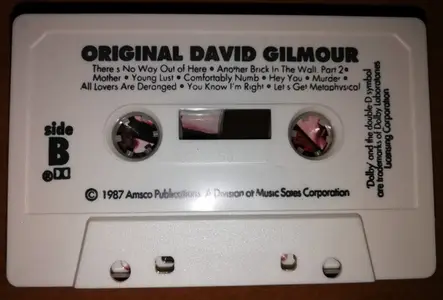 ORIGINAL DAVID GILMOUR
There s No Way Out of Here • Another Brick In The Wall, Part 2•
Mother • Young Lust • Comfortably Numb • Hey You • Murder •
All Lovers Are Deranged • You Know I'm Right • Let s Get Metaphysical
side
B
© 1987 Amsco Publications, A Division of Music Sales Corporation
'Dolby' and the double-D symbol
are trademarks of Dolby Laboratories
Licensing Corporation